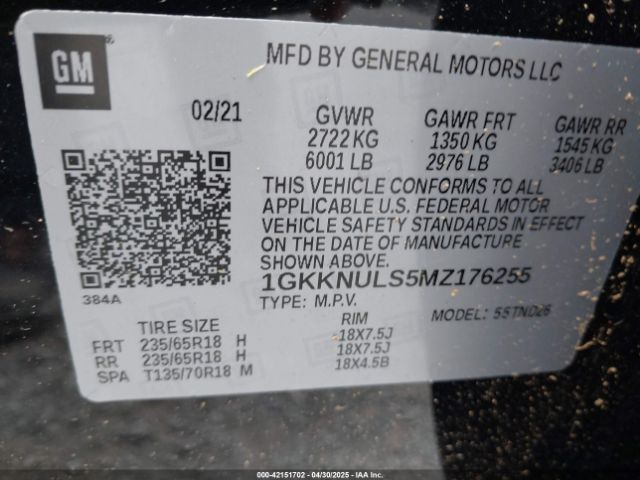 GM
MFD BY GENERAL MOTORS LLC
02/21
GVWR GAWR FRT GAWR RR
2722 KG 1350 KG 1545 KG
6001 LB 2976 LB 3406 LB
THIS VEHICLE CONFORMS TO ALL
APPLICABLE U.S. FEDERAL MOTOR
VEHICLE SAFETY STANDARDS IN EFFECT
ON THE DATE OF MANUFACTURE
1GKKNULS5MZ176255
384A
TYPE: M.P.V. MODEL: 5STND26
TIRE SIZE RIM
FRT 235/65R18 H 18X7.5J
RR 235/65R18 H 18X7.5J
SPA T135/70R18 M 18X4.5B
000-42151702 - 04/30/2025 - IAA Inc.